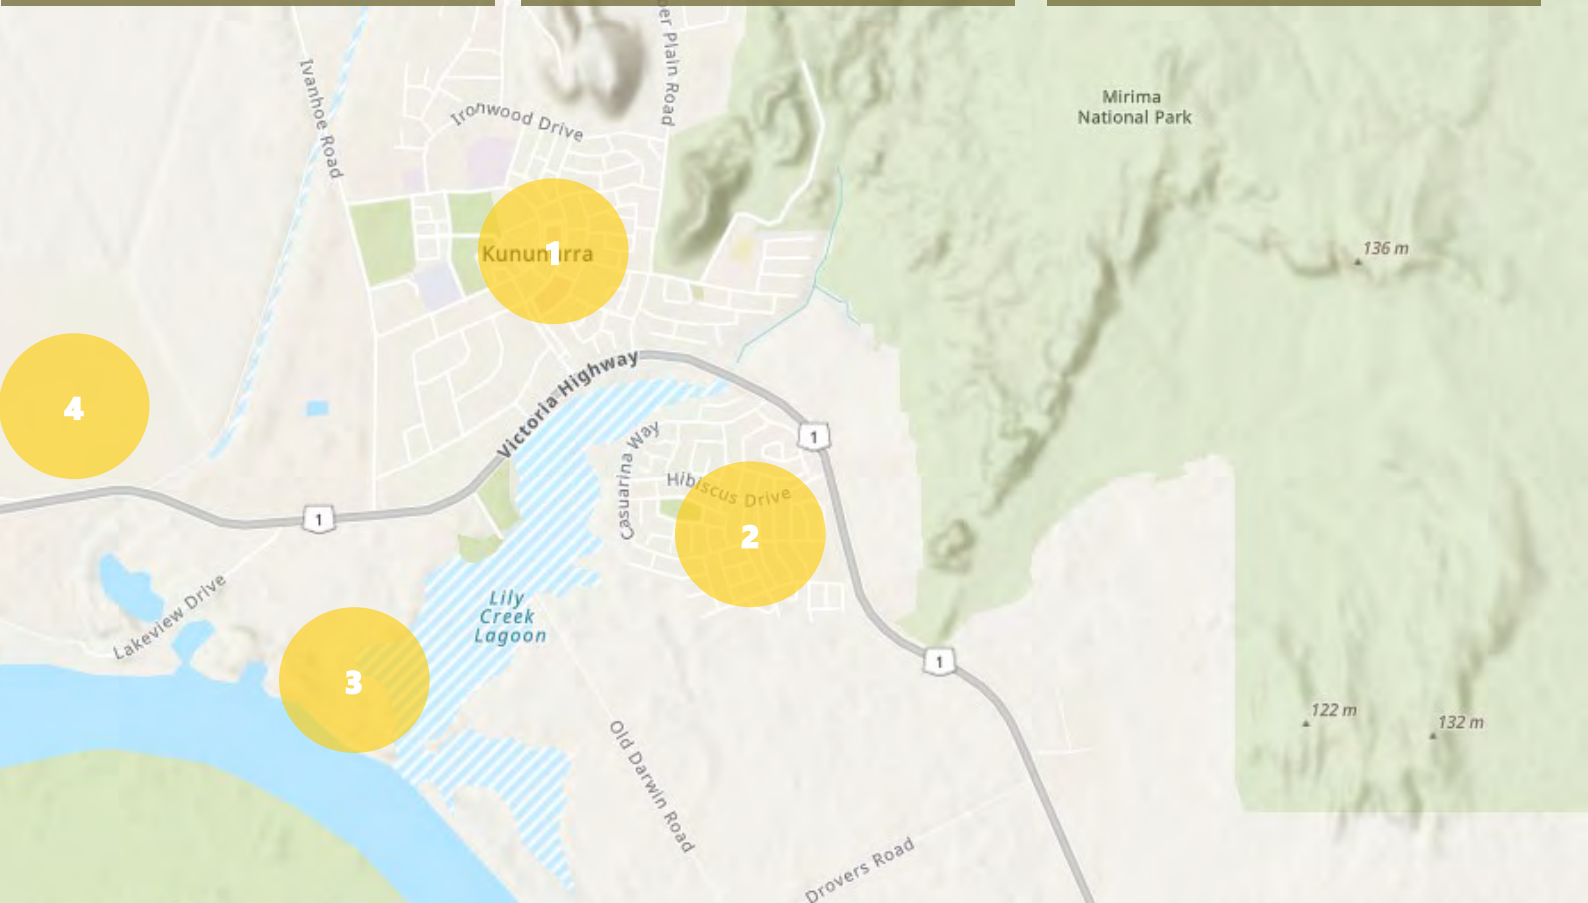 per Plain Road
Ivanhoe Road
Ironwood Drive
Mirima
National Park
Kununurra
1
136 m
Victoria Highway
4
Casuarina Way
1
Hibiscus Drive
2
1
Lily
Creek
Lagoon
Lakeview Drive
3
1
122 m
132 m
Old Darwin Road
Drovers Road